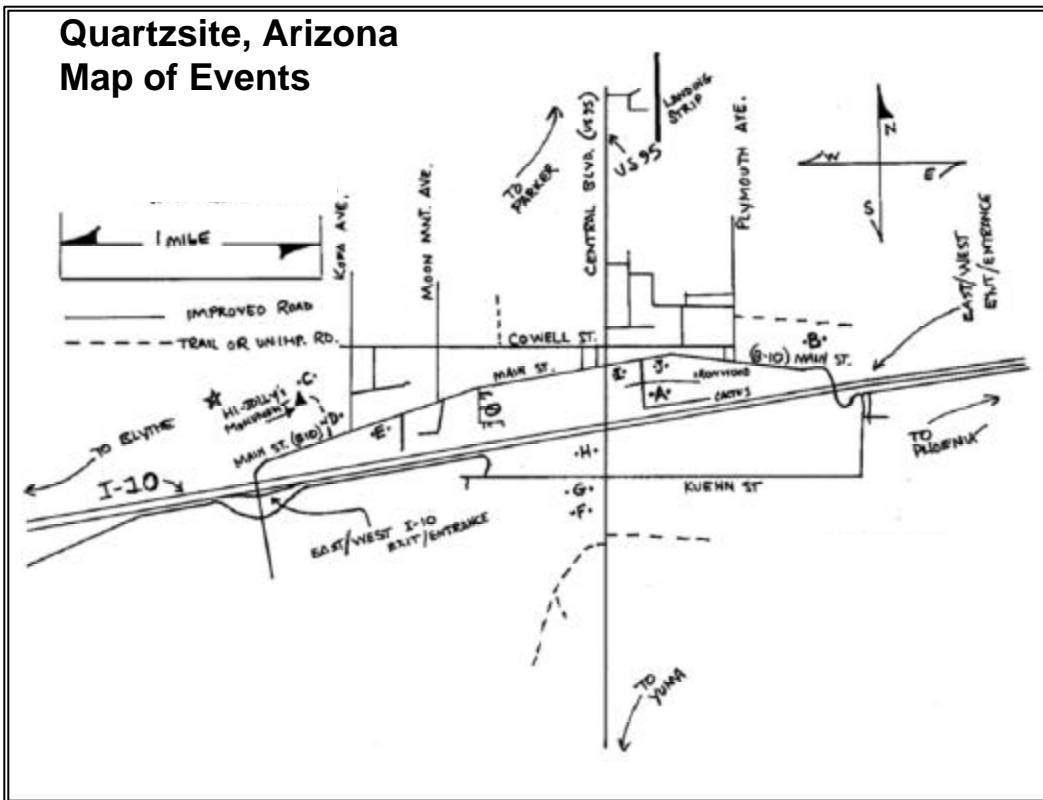 Quartzsite, Arizona
Map of Events
TO PARKER
CENTRAL BLVD. (US 95)
US 95
LANDING STRIP
PLYMOUTH AVE.
N
W
E
S
1 MILE
KOFA AVE.
MOON MNT. AVE.
EAST/WEST
ENT/ENTRANCE
IMPROVED ROAD
TRAIL OR UNIMP. RD.
COWELL ST.
·B·
(B-10) MAIN ST.
MAIN ST.
·I·
·J·
IRONWOOD
·A·
CACTUS
·C·
HI-JOLLY'S
MONUMENT
·D·
·E·
MAIN ST. (B10)
TO BLYTHE
I-10
·H·
TO PHOENIX
·G·
KUEHN ST
·F·
EAST/WEST I-10
EXIT/ENTRANCE
TO YUMA